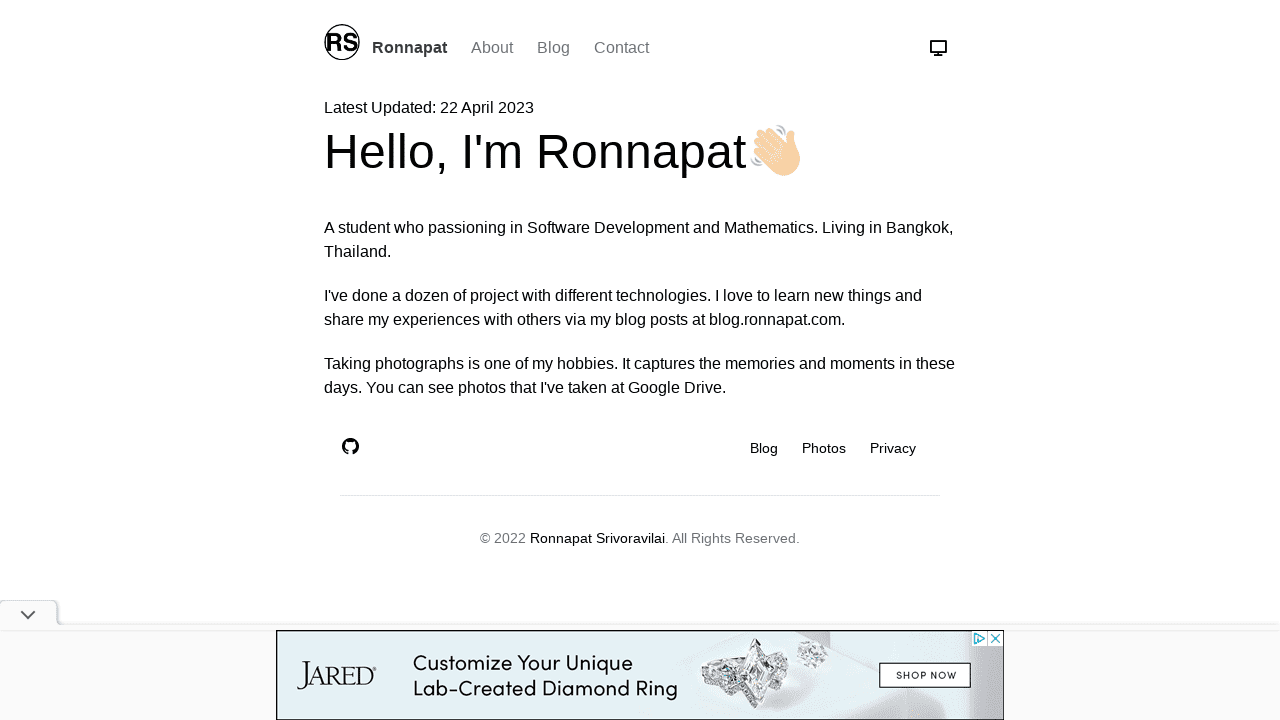 RS
Ronnapat About Blog Contact
Latest Updated: 22 April 2023
Hello, I'm Ronnapat
A student who passioning in Software Development and Mathematics. Living in Bangkok,
Thailand.
I've done a dozen of project with different technologies. I love to learn new things and
share my experiences with others via my blog posts at blog.ronnapat.com.
Taking photographs is one of my hobbies. It captures the memories and moments in these
days. You can see photos that I've taken at Google Drive.
Blog Photos Privacy
© 2022 Ronnapat Srivoravilai. All Rights Reserved.
JARED®
Customize Your Unique
Lab-Created Diamond Ring
SHOP NOW